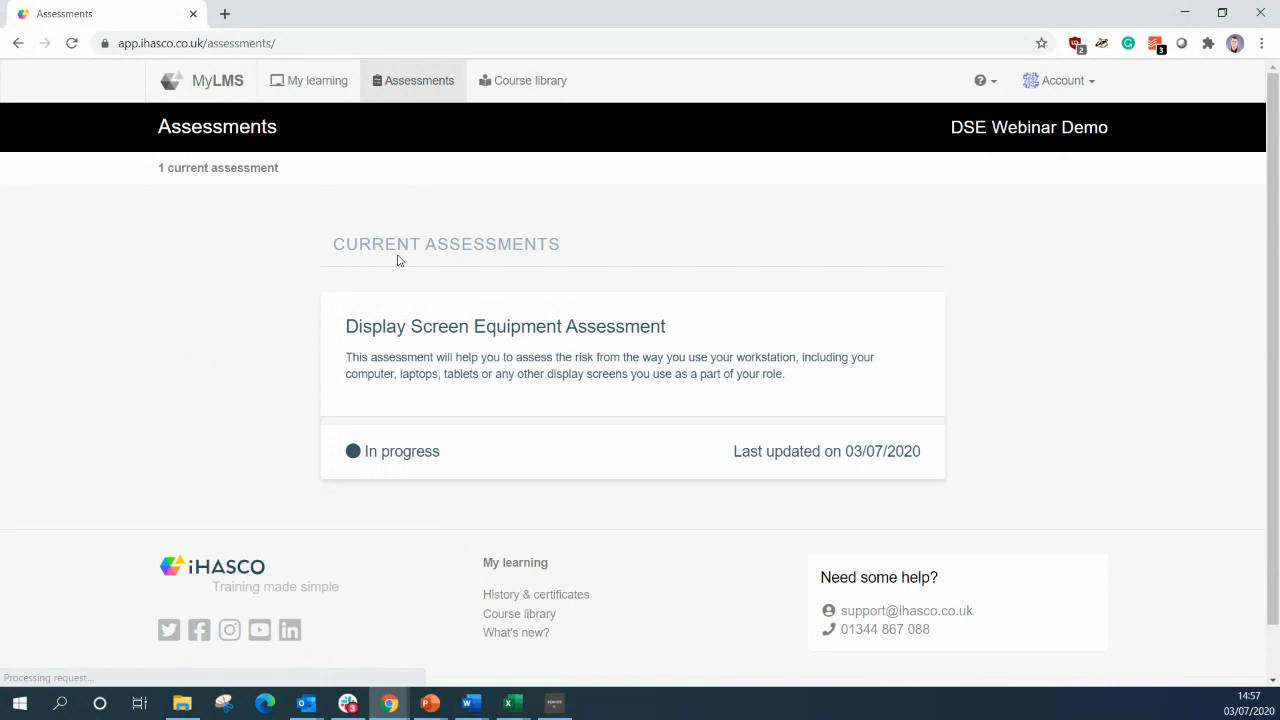 Assessments
app.ihasco.co.uk/assessments/
2
3
MyLMS
My learning
Assessments
Course library
Account
Assessments
DSE Webinar Demo
1 current assessment
CURRENT ASSESSMENTS
Display Screen Equipment Assessment
This assessment will help you to assess the risk from the way you use your workstation, including your
computer, laptops, tablets or any other display screens you use as a part of your role.
In progress
Last updated on 03/07/2020
iHASCO
Training made simple
My learning
History & certificates
Course library
What's new?
Need some help?
support@ihasco.co.uk
01344 867 088
Processing request...
14:57
03/07/2020